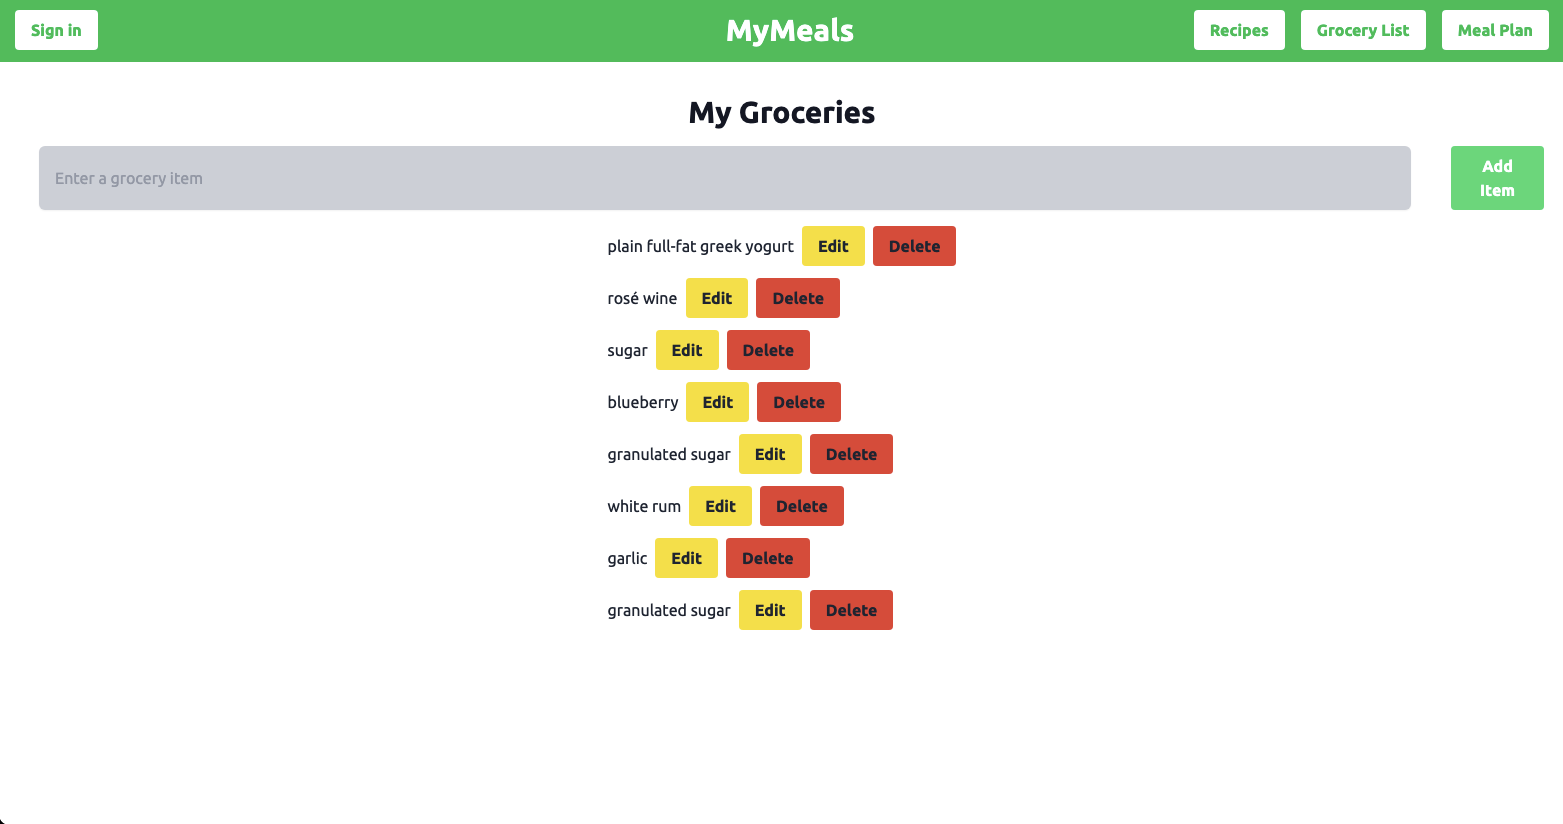 Sign in MyMeals Recipes Grocery List Meal Plan
My Groceries
Enter a grocery item
Add
Item
plain full-fat greek yogurt Edit Delete
rosé wine Edit Delete
sugar Edit Delete
blueberry Edit Delete
granulated sugar Edit Delete
white rum Edit Delete
garlic Edit Delete
granulated sugar Edit Delete